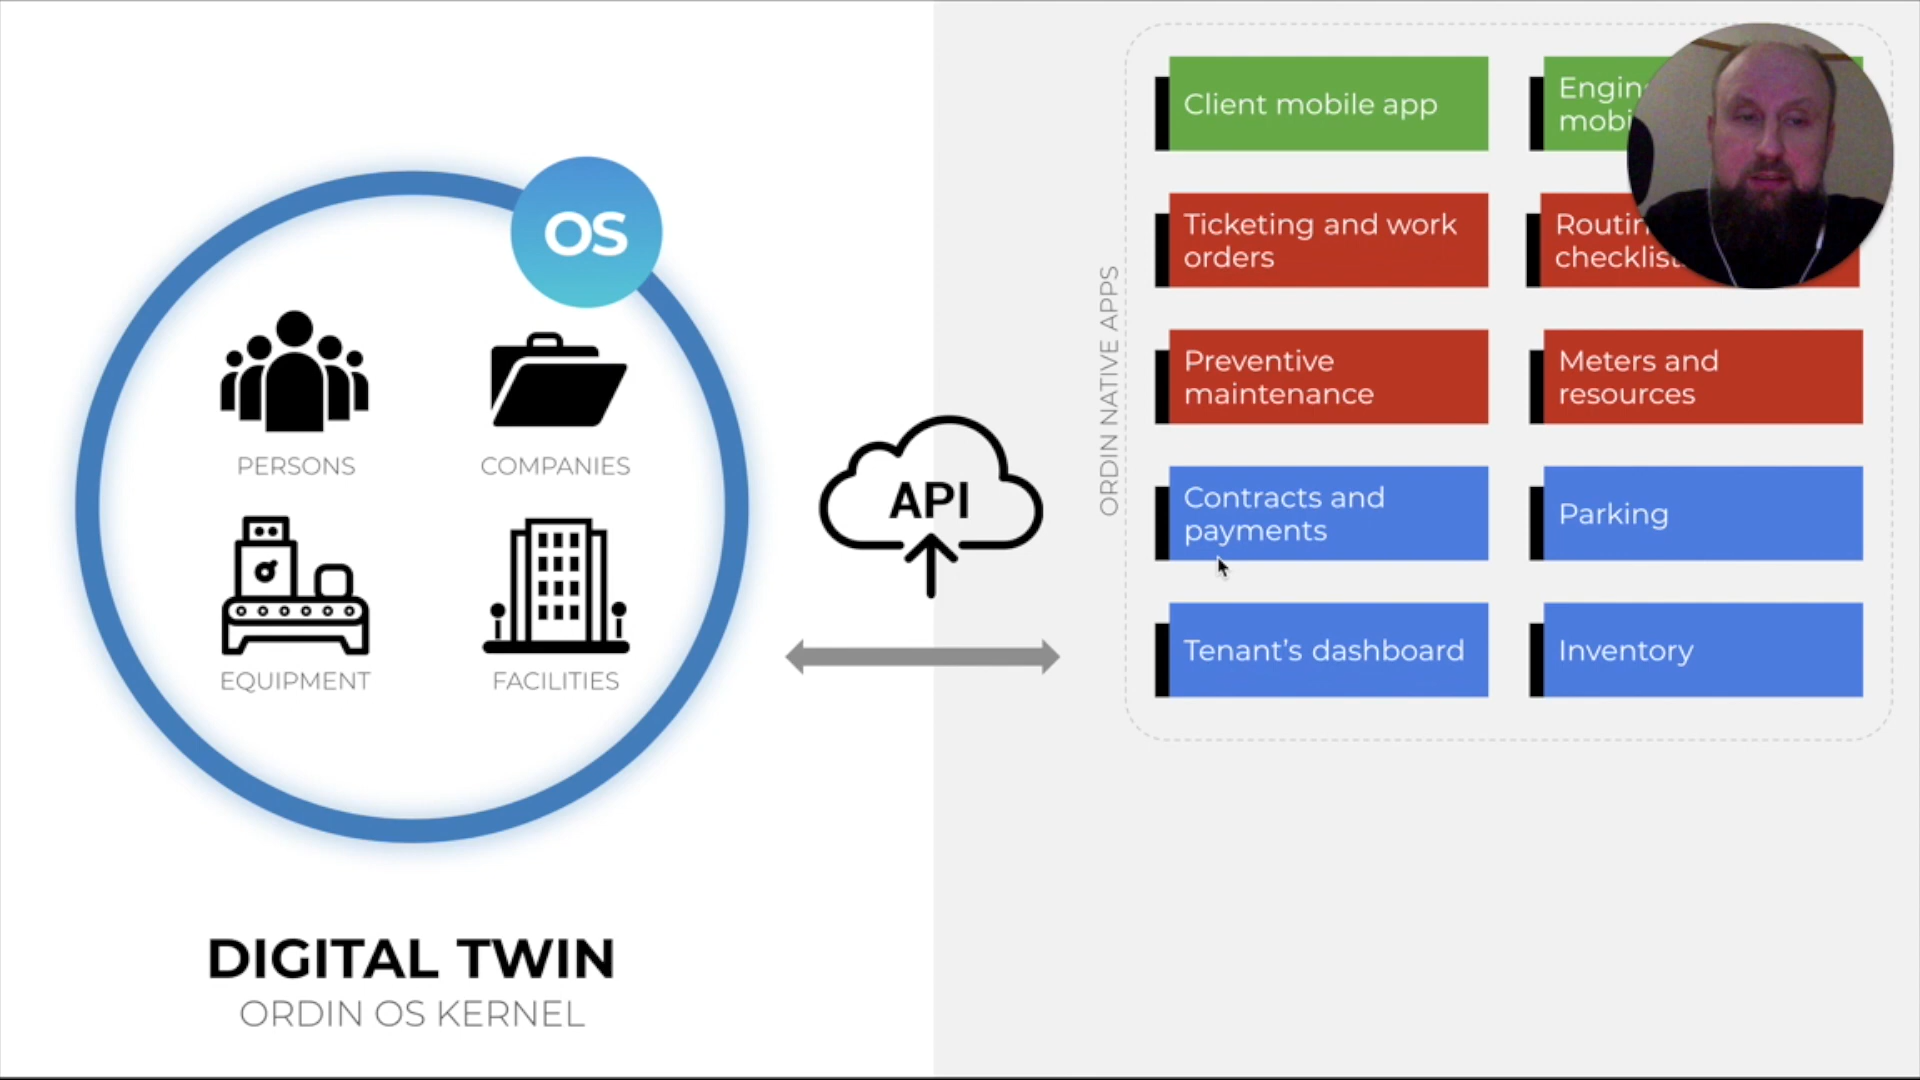 OS
PERSONS
COMPANIES
EQUIPMENT
FACILITIES
DIGITAL TWIN
ORDIN OS KERNEL
API
ORDIN NATIVE APPS
Client mobile app
Ticketing and work
orders
checklist
Preventive
maintenance
Meters and
resources
Contracts and
payments
Parking
Tenant's dashboard
Inventory